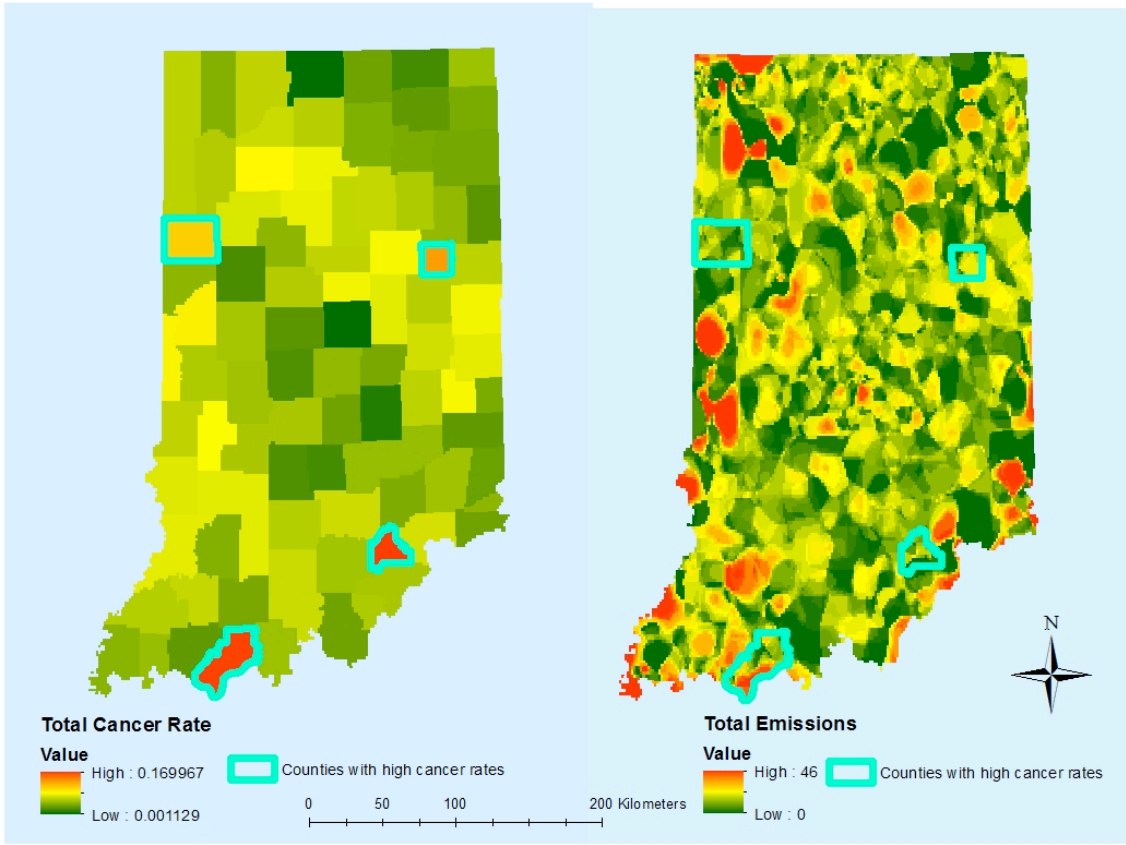 Total Cancer Rate
Value
High : 0.169967
Low : 0.001129
Counties with high cancer rates
0 50 100 200 Kilometers
N
Total Emissions
Value
High : 46
Low : 0
Counties with high cancer rates